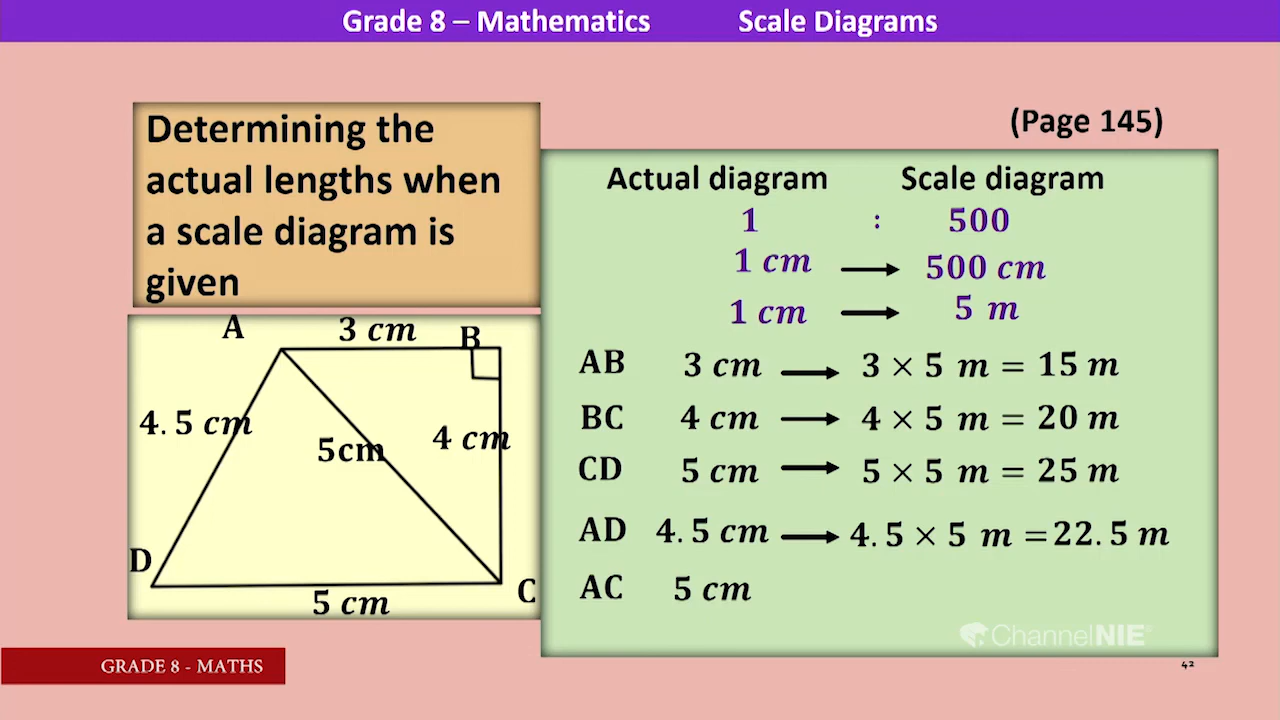 Grade 8 – Mathematics Scale Diagrams
Determining the
actual lengths when
a scale diagram is
given
(Page 145)
Actual diagram Scale diagram
1 : 500
1 cm → 500 cm
1 cm → 5 m
AB 3 cm → 3 × 5 m = 15 m
BC 4 cm → 4 × 5 m = 20 m
CD 5 cm → 5 × 5 m = 25 m
AD 4.5 cm → 4.5 × 5 m = 22.5 m
AC 5 cm
A 3 cm B
4.5 cm 5cm 4 cm
D C
5 cm
ChannelNIE
GRADE 8 - MATHS
42